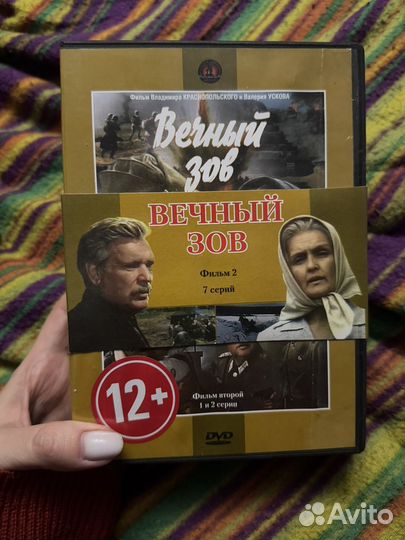 Фильм Владимира КРАСНОПОЛЬСКОГО и Валерия УСКОВА
Вечный
зов
ВЕЧНЫЙ
ЗОВ
Фильм 2
7 серий
12+
Фильм второй
1 и 2 серии
DVD
Avito